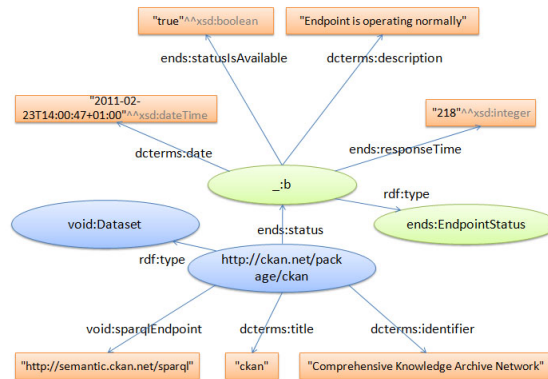 "true"^^xsd:boolean
"Endpoint is operating normally"
ends:statusIsAvailable
dcterms:description
"2011-02-
23T14:00:47+01:00"^^xsd:dateTime
"218"^^xsd:integer
dcterms:date
ends:responseTime
_:b
rdf:type
void:Dataset
ends:status
ends:EndpointStatus
rdf:type
http://ckan.net/pack
age/ckan
void:sparqlEndpoint
dcterms:title
dcterms:identifier
"http://semantic.ckan.net/sparql"
"ckan"
"Comprehensive Knowledge Archive Network"